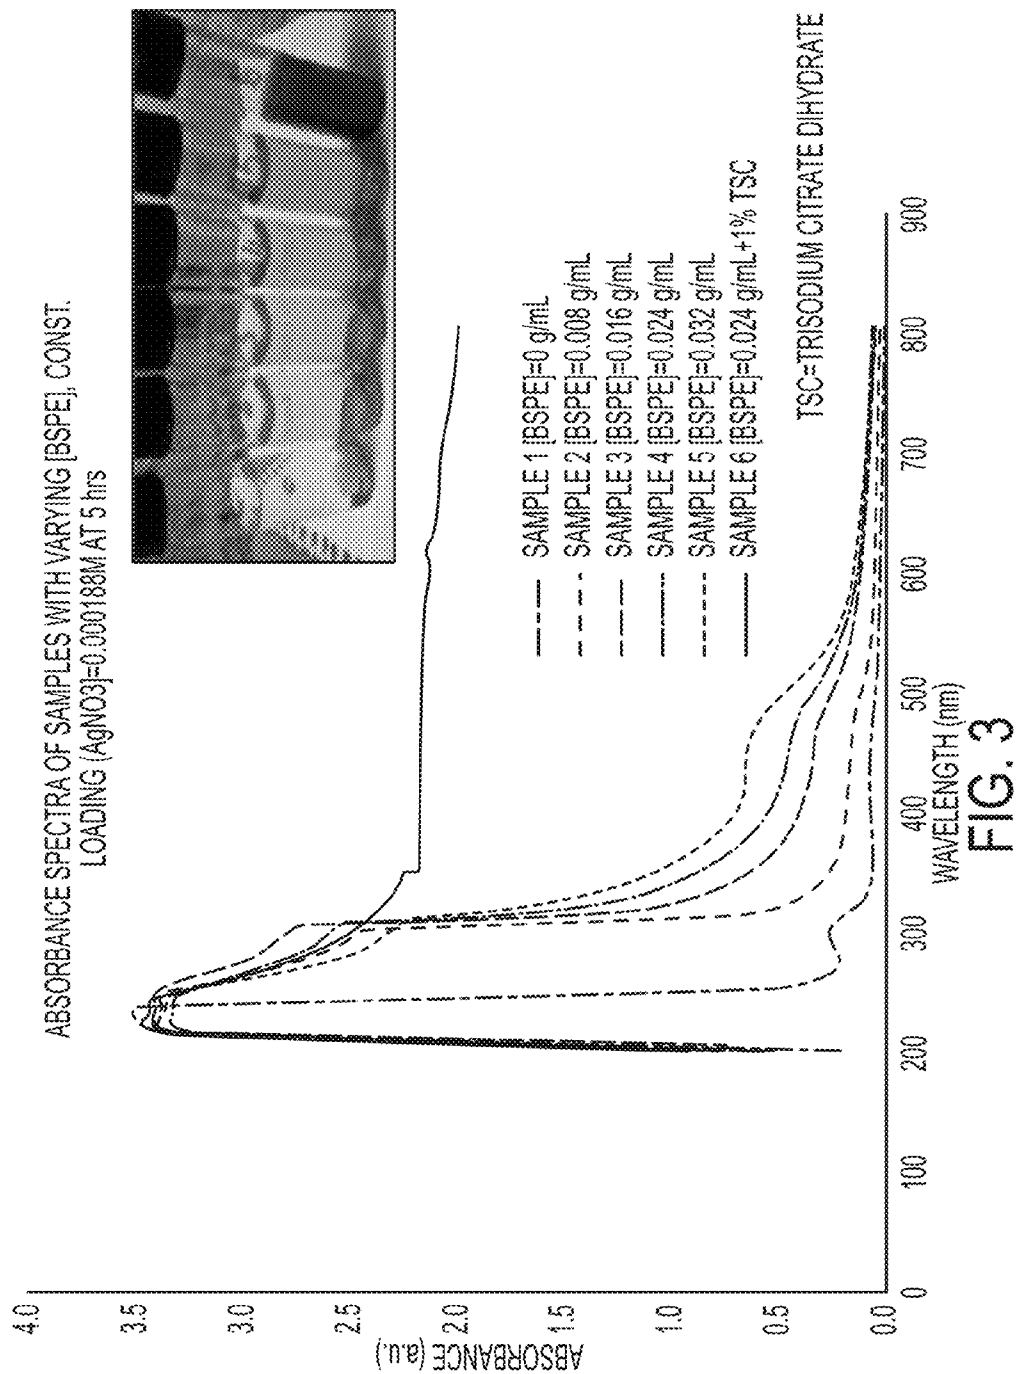 ABSORBANCE SPECTRA OF SAMPLES WITH VARYING [BSPE], CONST.
LOADING (AgNO3]=0.000188M AT 5 hrs
ABSORBANCE (a.u.)
4.0
3.5
3.0
2.5
2.0
1.5
1.0
0.5
0.0
SAMPLE 1 [BSPE]=0 g/mL
SAMPLE 2 [BSPE]=0.008 g/mL
SAMPLE 3 [BSPE]=0.016 g/mL
SAMPLE 4 [BSPE]=0.024 g/mL
SAMPLE 5 [BSPE]=0.032 g/mL
SAMPLE 6 [BSPE]=0.024 g/mL+1% TSC
TSC=TRISODIUM CITRATE DIHYDRATE
0 100 200 300 400 500 600 700 800 900
WAVELENGTH (nm)
FIG. 3